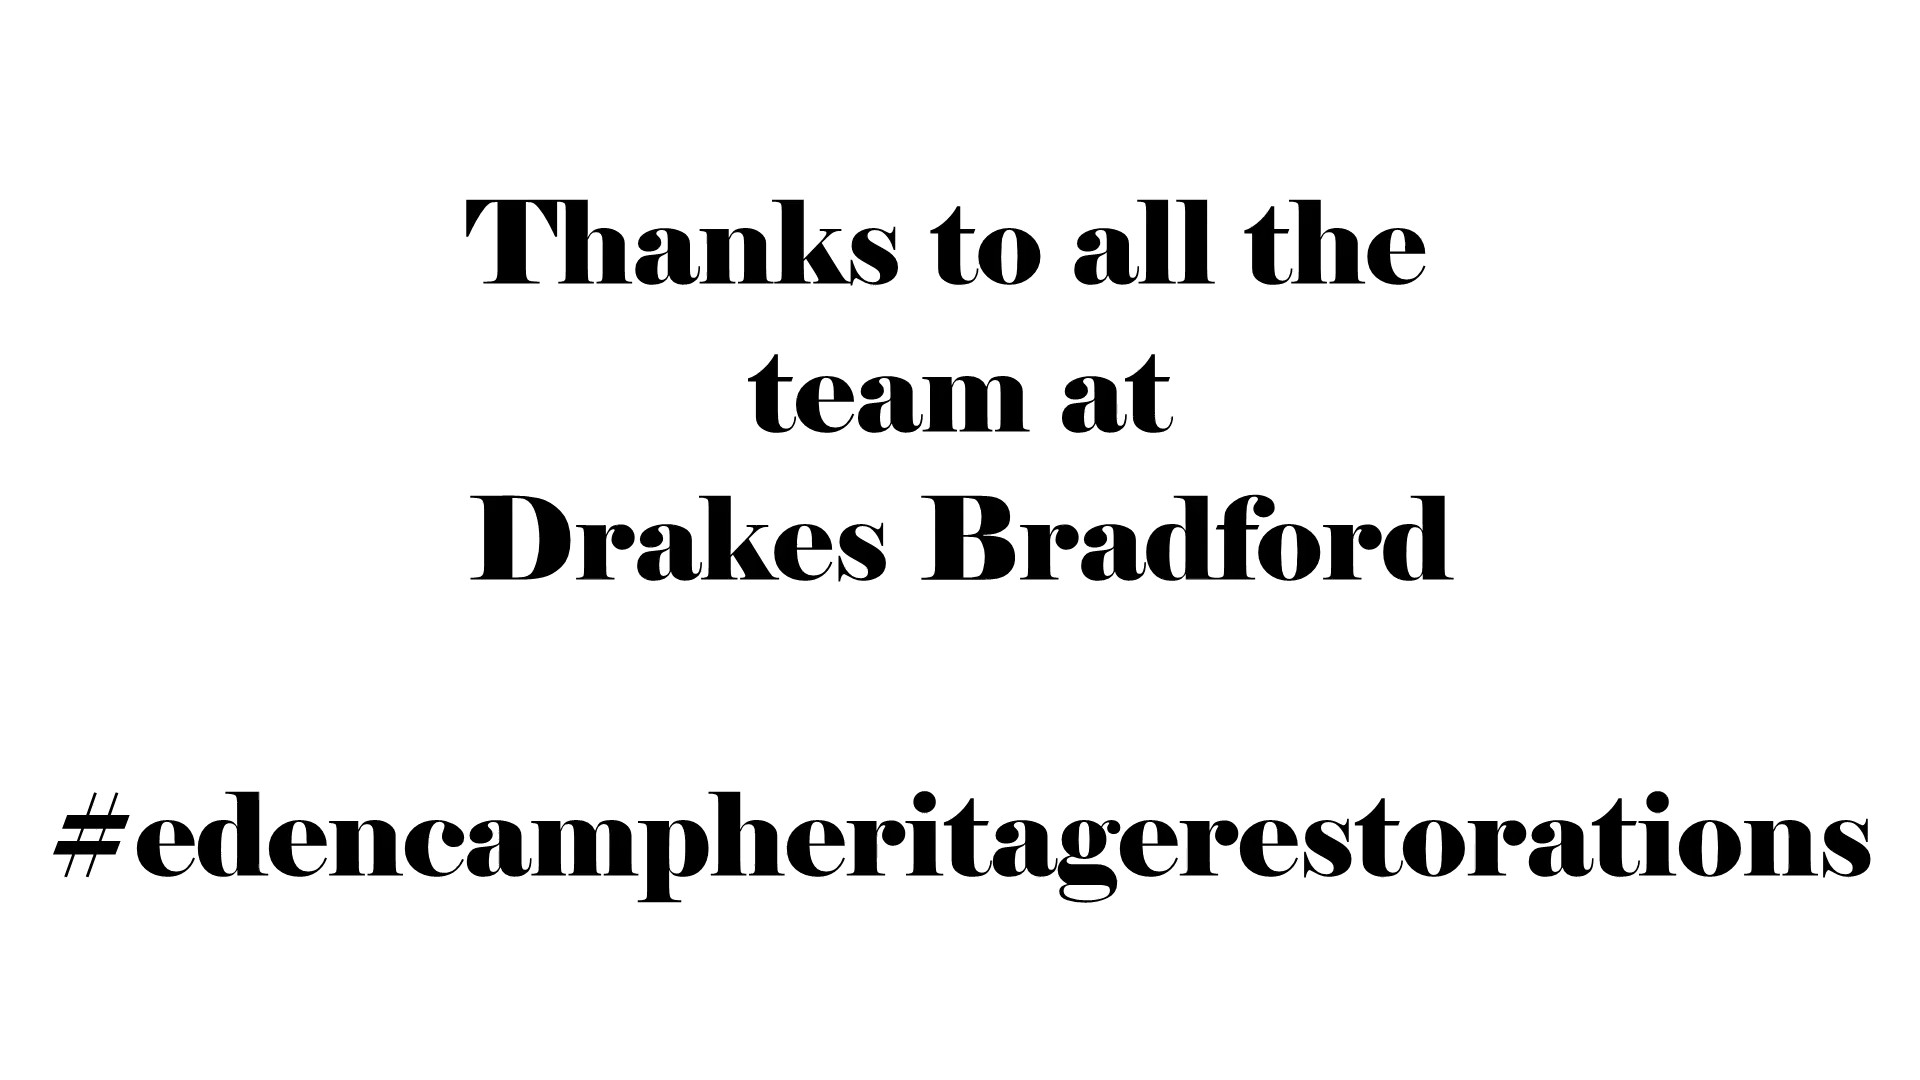 Thanks to all the
team at
Drakes Bradford
#edencampheritagerestorations